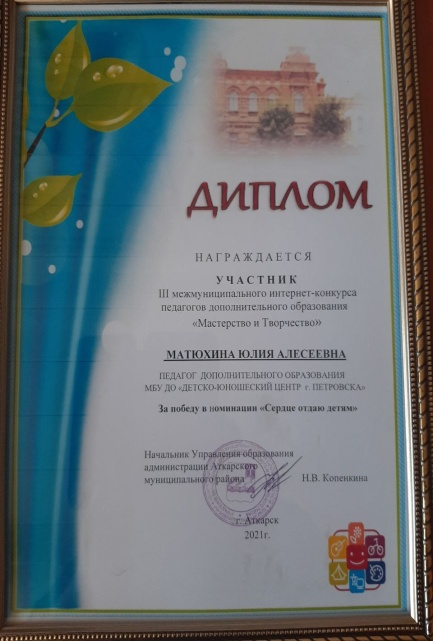 ДИПЛОМ
НАГРАЖДАЕТСЯ
УЧАСТНИК
III межмуниципального интернет-конкурса
педагогов дополнительного образования
«Мастерство и Творчество»
МАТЮХИНА ЮЛИЯ АЛЕСЕЕВНА
ПЕДАГОГ ДОПОЛНИТЕЛЬНОГО ОБРАЗОВАНИЯ
МБУ ДО «ДЕТСКО-ЮНОШЕСКИЙ ЦЕНТР г. ПЕТРОВСКА»
За победу в номинации «Сердце отдаю детям»
Начальник Управления образования
администрации Аткарского
муниципального района Н.В. Копенкина
г. Аткарск
2021г.